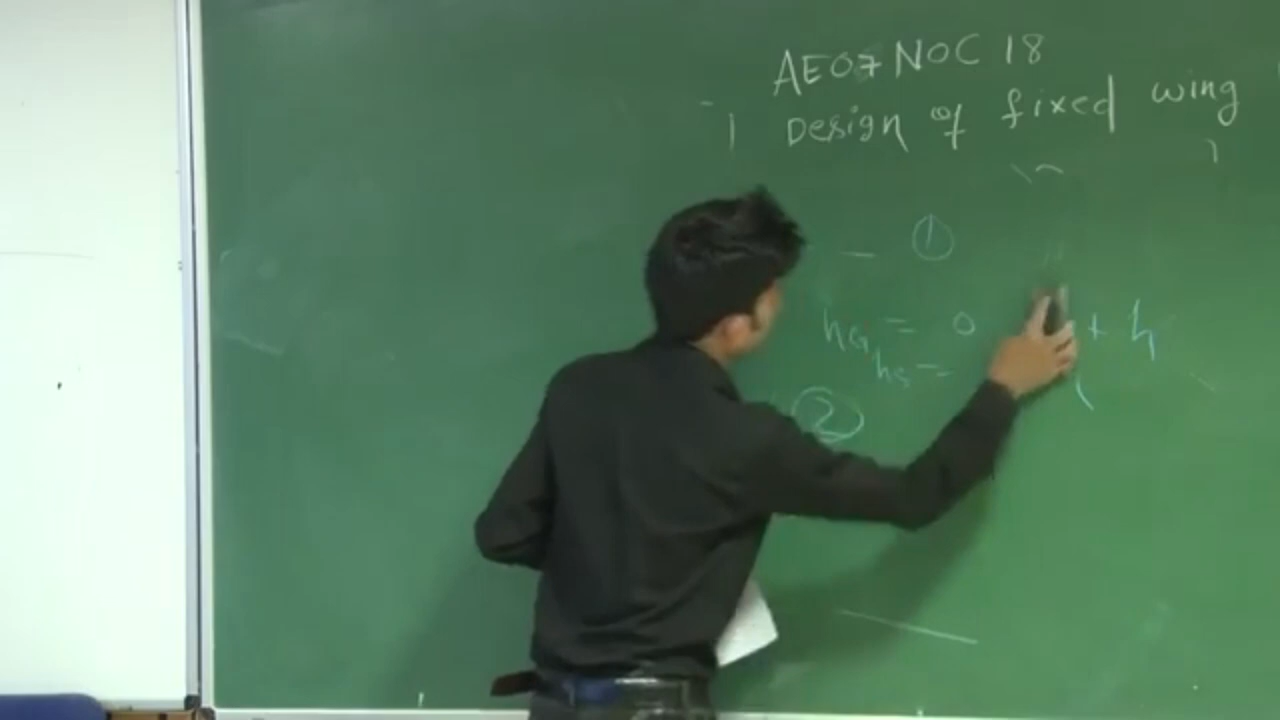 AE07 NOC 18
Design of fixed wing
- ①
hG = 0 + h
hs =
②